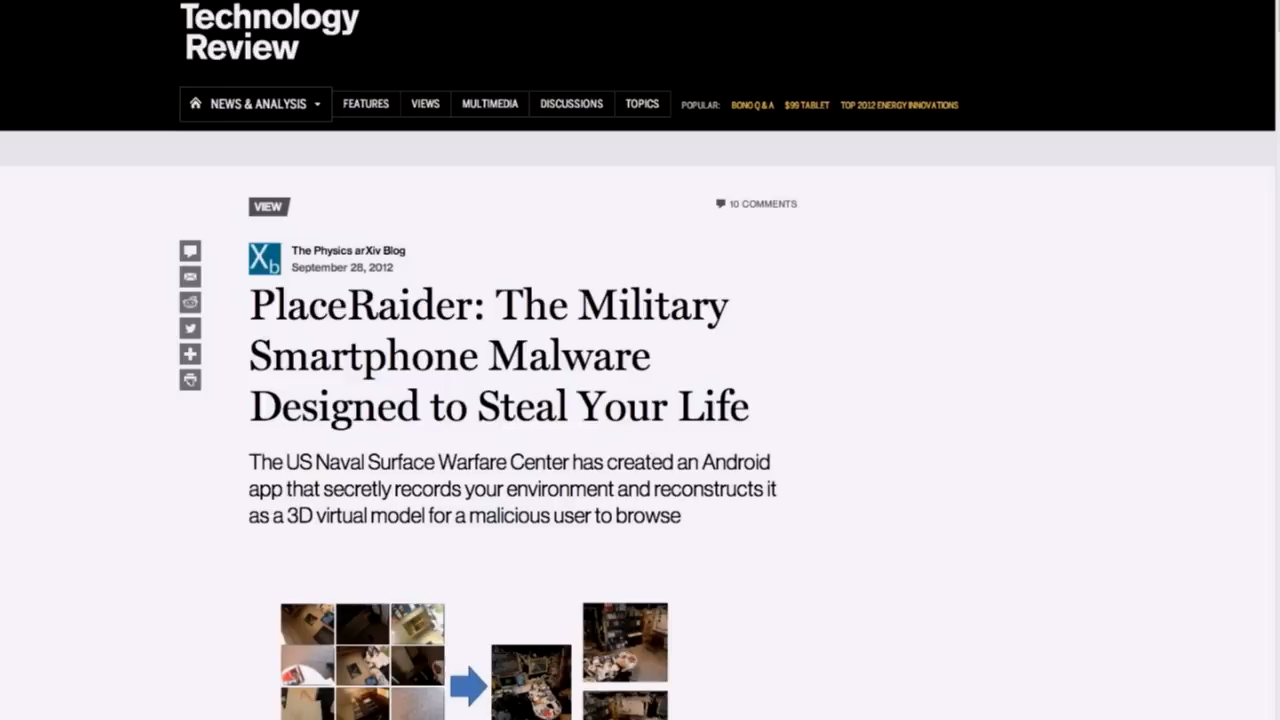 Technology
Review
NEWS & ANALYSIS FEATURES VIEWS MULTIMEDIA DISCUSSIONS TOPICS POPULAR: BONO Q & A $99 TABLET TOP 2012 ENERGY INNOVATIONS
VIEW
10 COMMENTS
Xb
The Physics arXiv Blog
September 28, 2012
PlaceRaider: The Military
Smartphone Malware
Designed to Steal Your Life
The US Naval Surface Warfare Center has created an Android
app that secretly records your environment and reconstructs it
as a 3D virtual model for a malicious user to browse